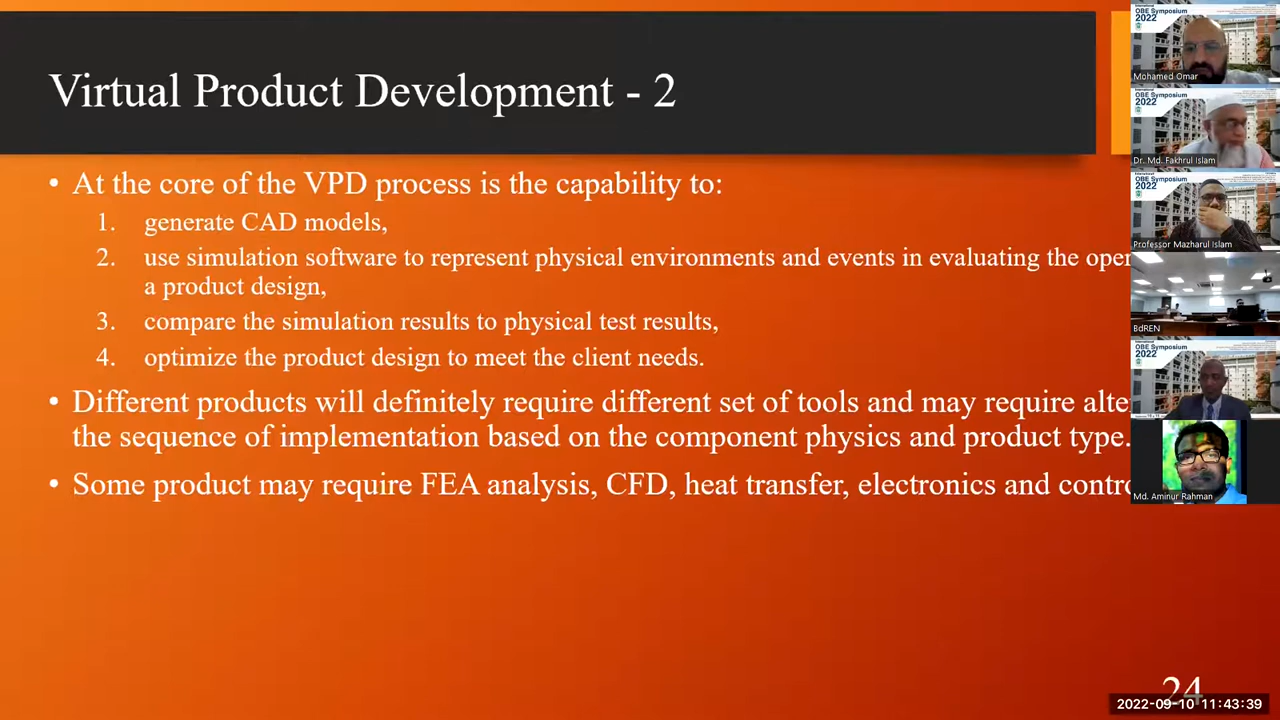 Virtual Product Development - 2
• At the core of the VPD process is the capability to:
1. generate CAD models,
2. use simulation software to represent physical environments and events in evaluating the oper
a product design,
3. compare the simulation results to physical test results,
4. optimize the product design to meet the client needs.
• Different products will definitely require different set of tools and may require alte
the sequence of implementation based on the component physics and product type.
• Some product may require FEA analysis, CFD, heat transfer, electronics and contro
24
International
OBE Symposium
2022
Mohamed Omar
OBE Symposium
2022
Dr. Md. Fakhrul Islam
OBE Symposium
2022
Professor Mazharul Islam
BdREN
OBE Symposium
2022
Md. Aminur Rahman
2022-09-10 11:43:39